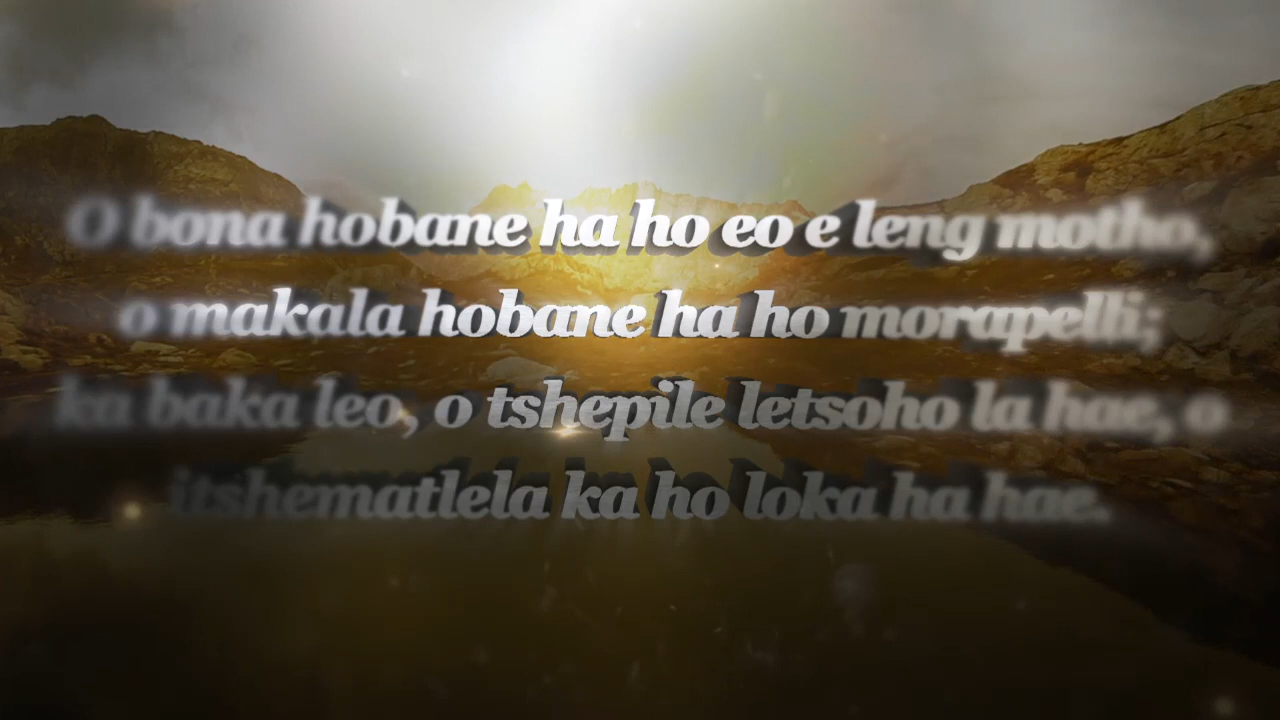 O bona hobane ha ho eo e leng motho,
o makala hobane ha ho morapelli;
ka baka leo, o tshepile letsoho la hae, o
itshematlela ka ho loka ha hae.